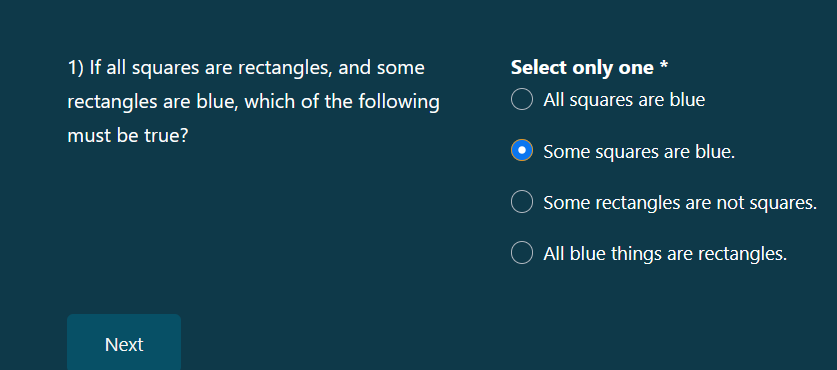 1) If all squares are rectangles, and some
rectangles are blue, which of the following
must be true?
Select only one *
All squares are blue
Some squares are blue.
Some rectangles are not squares.
All blue things are rectangles.
Next